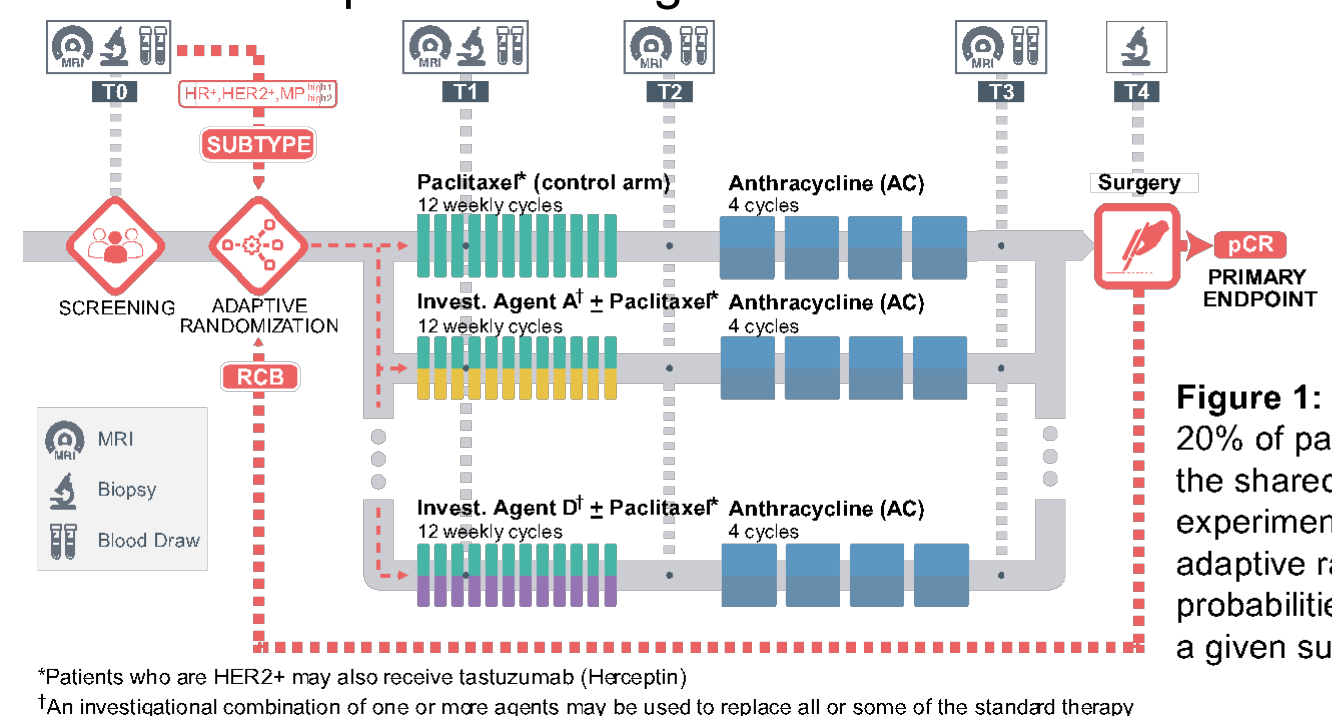 MRI
MRI
MRI
MRI
T0
T1
T2
T3
T4
HR+,HER2+,MP high1 high2
SUBTYPE
Paclitaxel* (control arm)
12 weekly cycles
Anthracycline (AC)
4 cycles
Surgery
pCR
PRIMARY
ENDPOINT
SCREENING
ADAPTIVE
RANDOMIZATION
Invest. Agent A† ± Paclitaxel*
12 weekly cycles
Anthracycline (AC)
4 cycles
RCB
MRI
MRI
Biopsy
Blood Draw
Invest. Agent D† ± Paclitaxel*
12 weekly cycles
Anthracycline (AC)
4 cycles
Figure 1:
20% of pa
the shared
experimen
adaptive ra
probabilitie
a given su
*Patients who are HER2+ may also receive tastuzumab (Herceptin)
†An investigational combination of one or more agents may be used to replace all or some of the standard therapy